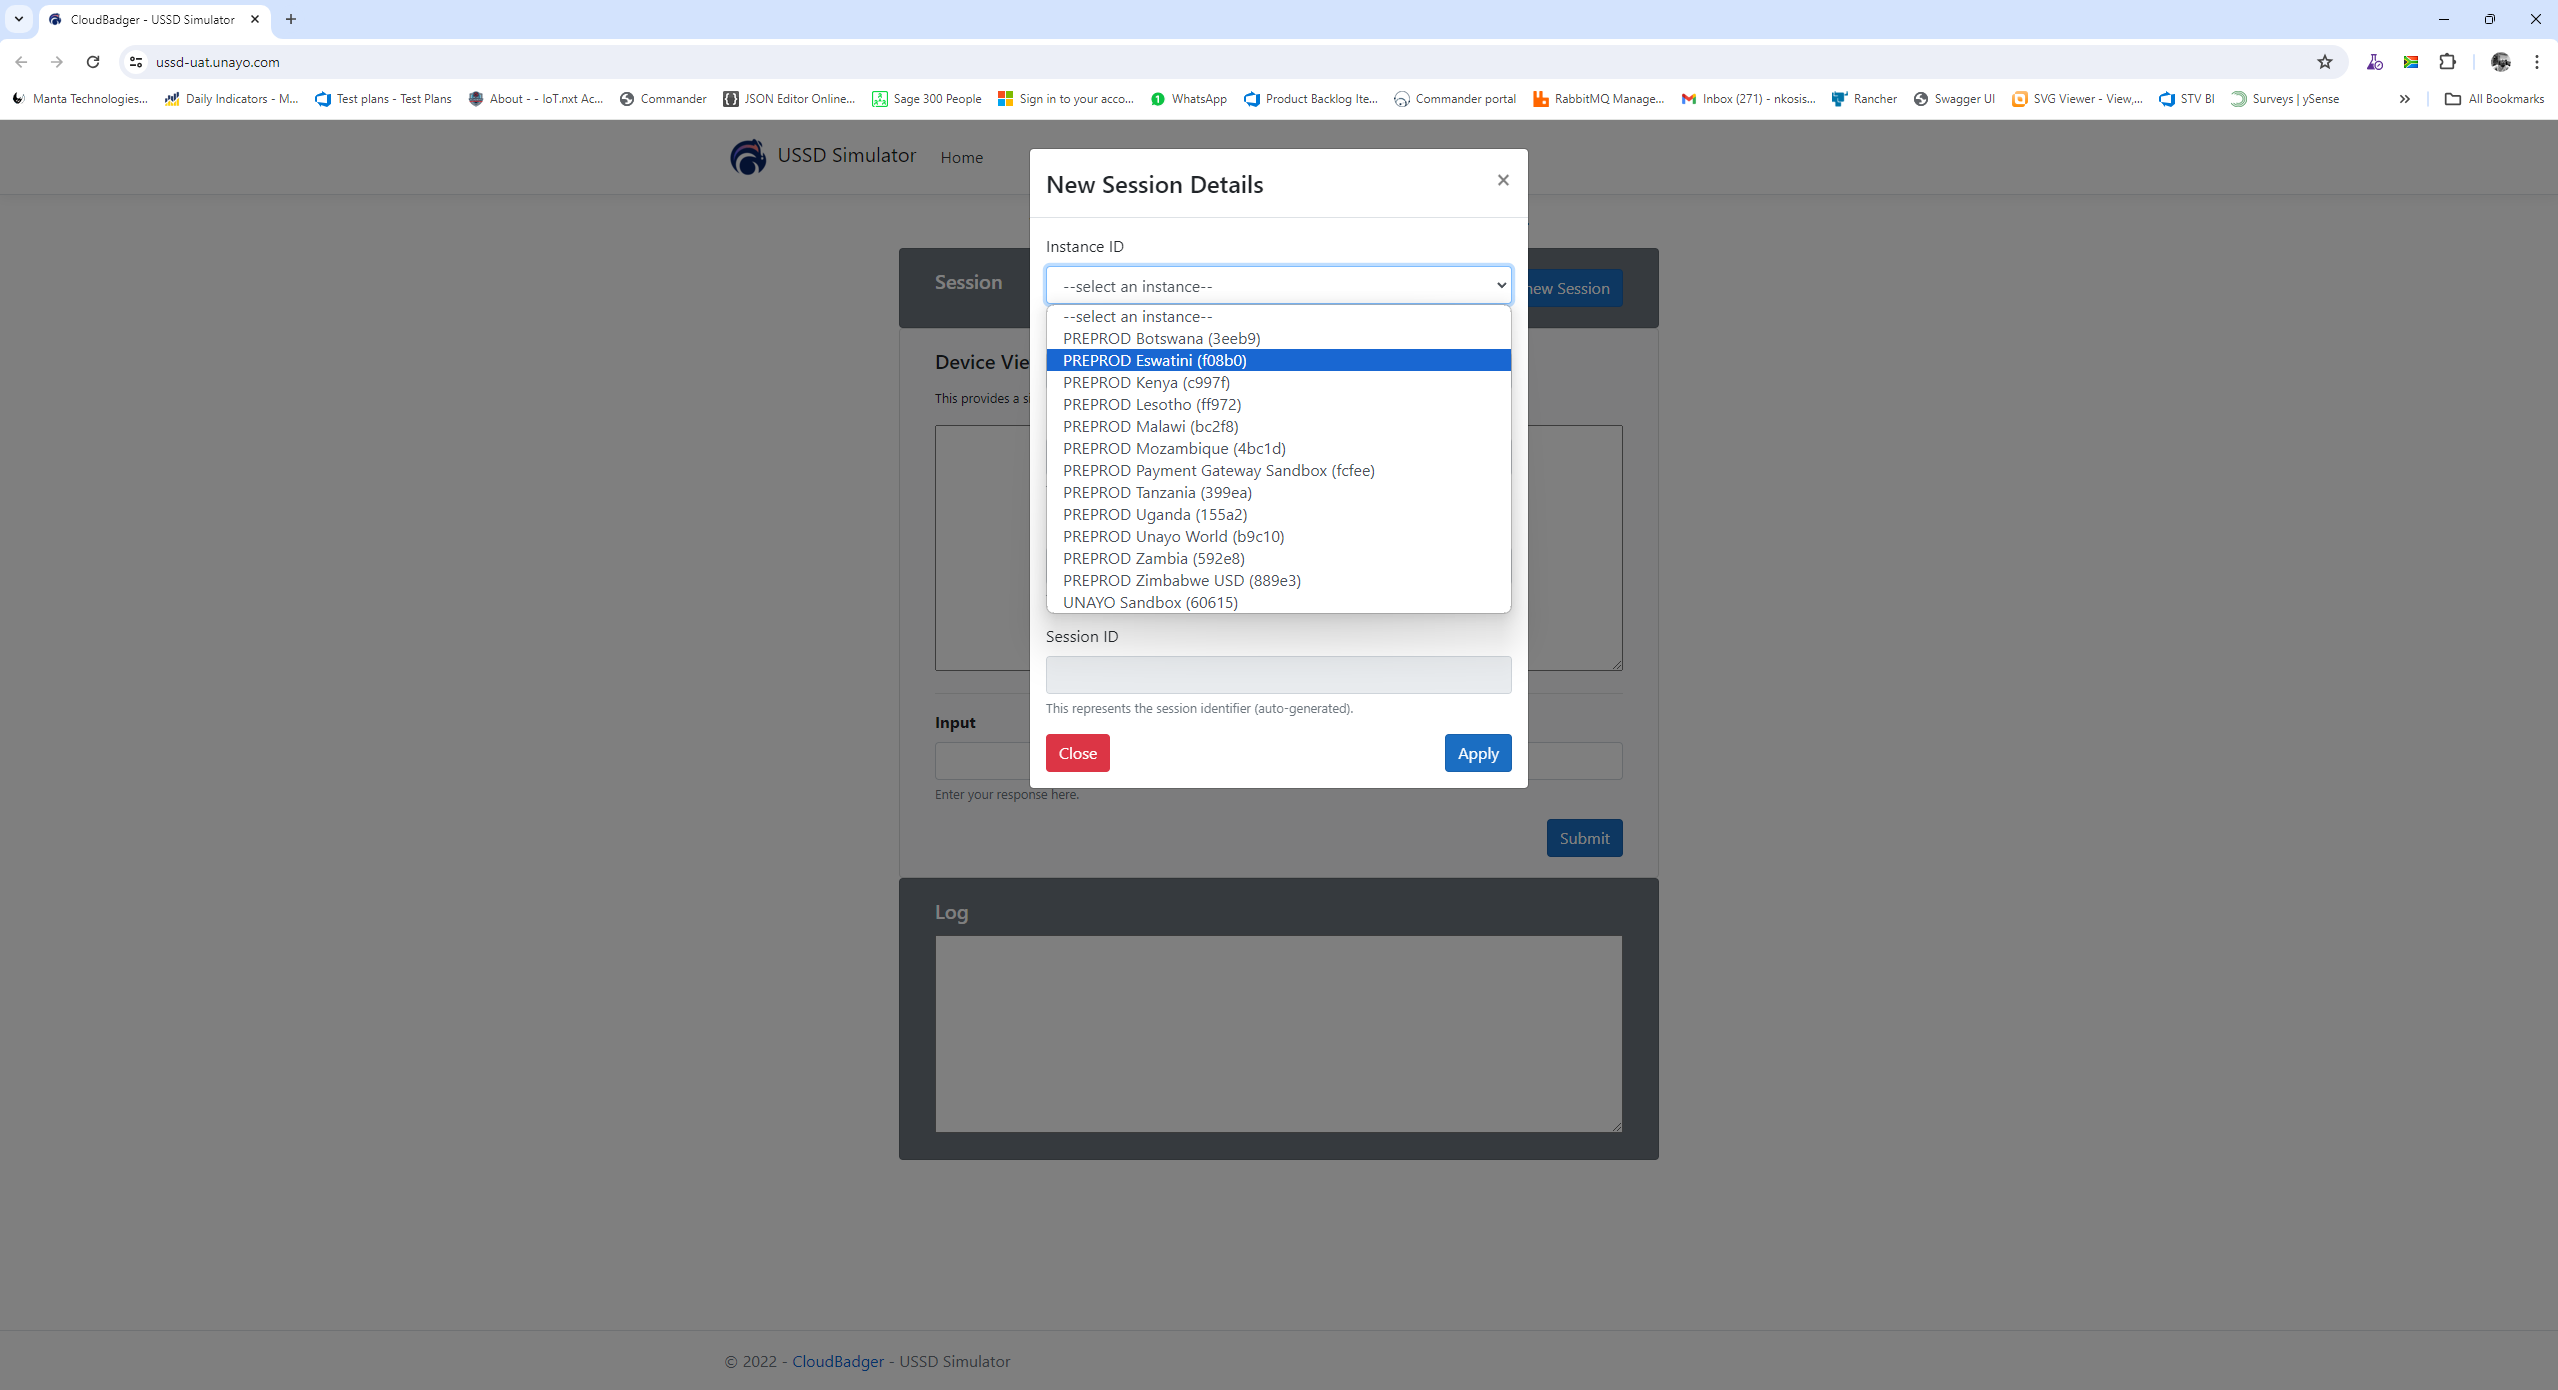 CloudBadger - USSD Simulator
ussd-uat.unayo.com
Manta Technologies... Daily Indicators - M... Test plans - Test Plans About - - IoT.nxt Ac... Commander JSON Editor Online... Sage 300 People Sign in to your acco... WhatsApp Product Backlog Ite... Commander portal RabbitMQ Manage... Inbox (271) - nkosis... Rancher Swagger UI SVG Viewer - View,... STV BI Surveys | ySense All Bookmarks
USSD Simulator Home
New Session Details
Instance ID
Session
--select an instance--
new Session
--select an instance--
PREPROD Botswana (3eeb9)
Device Vie
PREPROD Eswatini (f08b0)
PREPROD Kenya (c997f)
This provides a s
PREPROD Lesotho (ff972)
PREPROD Malawi (bc2f8)
PREPROD Mozambique (4bc1d)
PREPROD Payment Gateway Sandbox (fcfee)
PREPROD Tanzania (399ea)
PREPROD Uganda (155a2)
PREPROD Unayo World (b9c10)
PREPROD Zambia (592e8)
PREPROD Zimbabwe USD (889e3)
UNAYO Sandbox (60615)
Session ID
This represents the session identifier (auto-generated).
Input
Close Apply
Enter your response here.
Submit
Log
© 2022 - CloudBadger - USSD Simulator